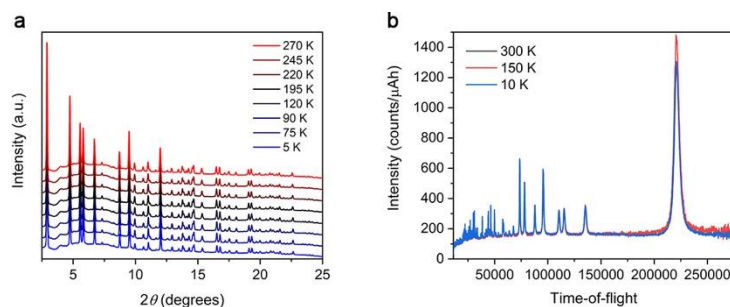 a
Intensity (a.u.)
270 K
245 K
220 K
195 K
120 K
90 K
75 K
5 K
5 10 15 20 25
2θ (degrees)
b
Intensity (counts/µAh)
1400
1200
1000
800
600
400
200
0
300 K
150 K
10 K
50000 100000 150000 200000 250000
Time-of-flight